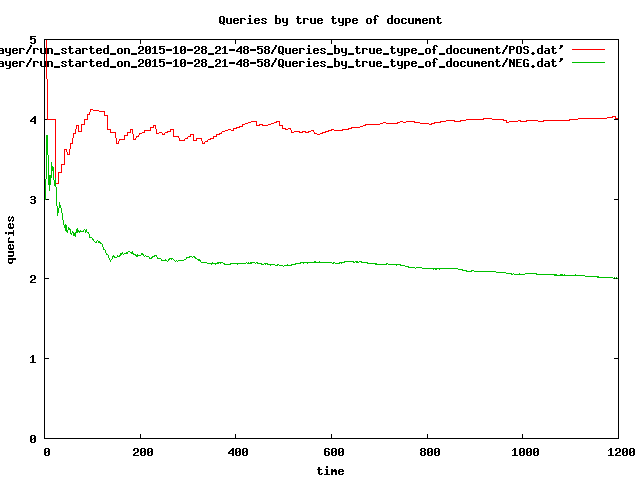 Queries by true type of document
ayer/run_started_on_2015-10-28_21-48-58/Queries_by_true_type_of_document/POS.dat'
ayer/run_started_on_2015-10-28_21-48-58/Queries_by_true_type_of_document/NEG.dat'
5
4
3
2
1
0
queries
0 200 400 600 800 1000 1200
time